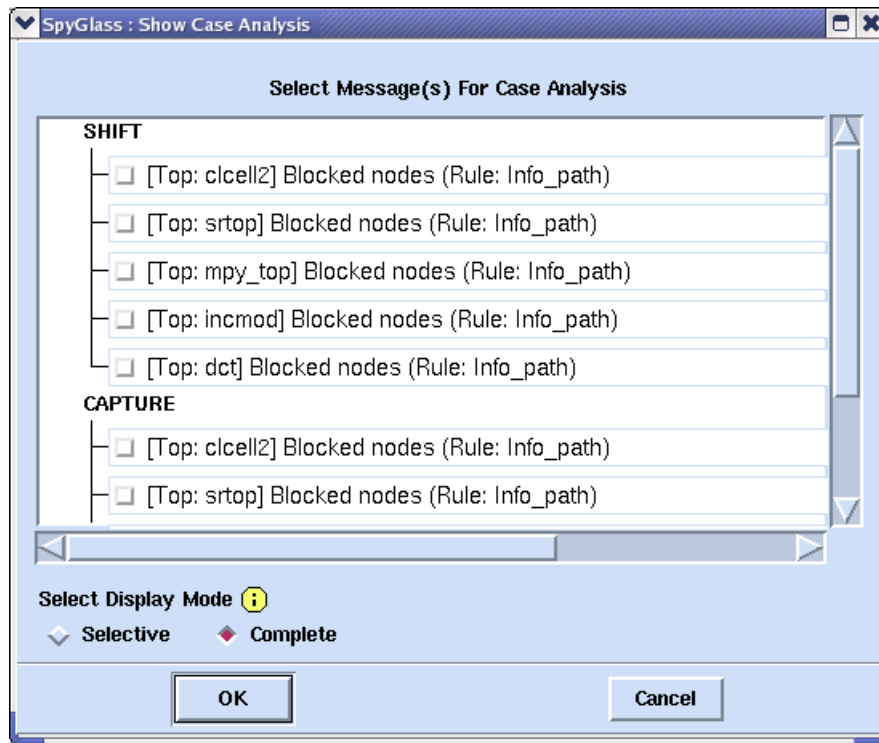 SpyGlass : Show Case Analysis
Select Message(s) For Case Analysis
SHIFT
[Top: clcell2] Blocked nodes (Rule: Info_path)
[Top: srtop] Blocked nodes (Rule: Info_path)
[Top: mpy_top] Blocked nodes (Rule: Info_path)
[Top: incmod] Blocked nodes (Rule: Info_path)
[Top: dct] Blocked nodes (Rule: Info_path)
CAPTURE
[Top: clcell2] Blocked nodes (Rule: Info_path)
[Top: srtop] Blocked nodes (Rule: Info_path)
Select Display Mode i
Selective Complete
OK Cancel